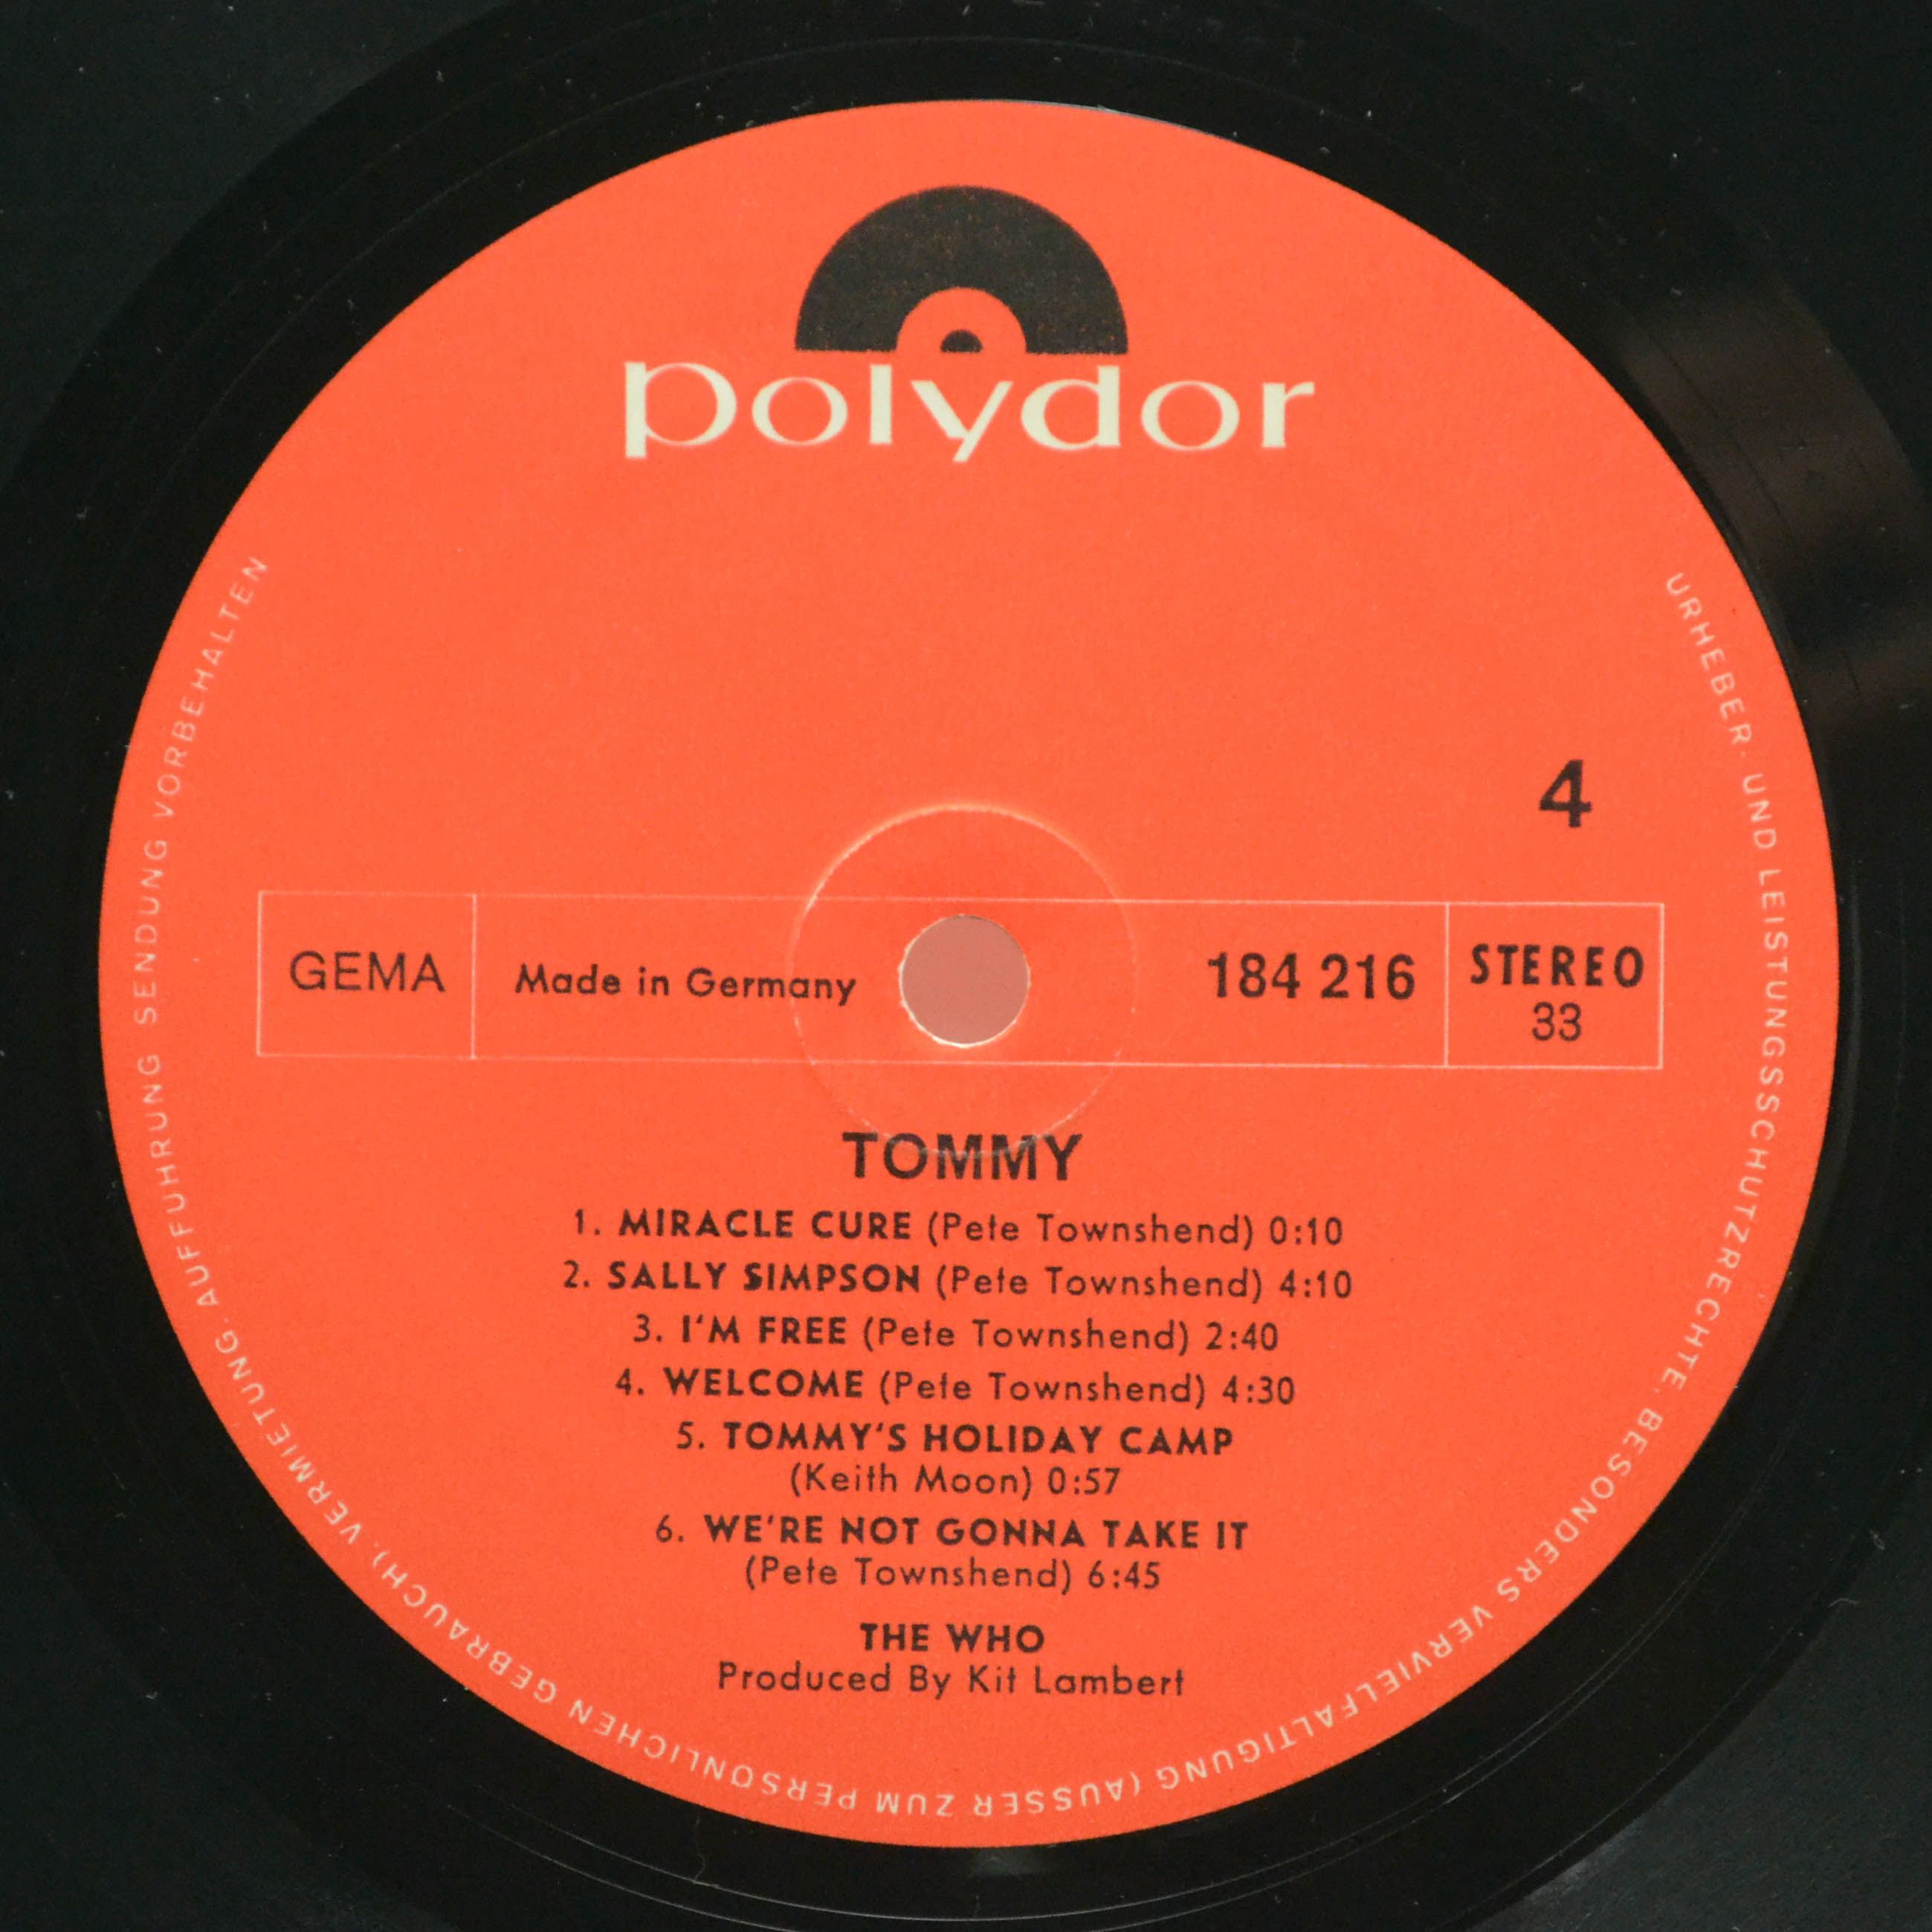 polydor
4
GEMA
Made in Germany
184 216
STEREO
33
TOMMY
1. MIRACLE CURE (Pete Townshend) 0:10
2. SALLY SIMPSON (Pete Townshend) 4:10
3. I'M FREE (Pete Townshend) 2:40
4. WELCOME (Pete Townshend) 4:30
5. TOMMY'S HOLIDAY CAMP
(Keith Moon) 0:57
6. WE'RE NOT GONNA TAKE IT
(Pete Townshend) 6:45
THE WHO
Produced By Kit Lambert
URHEBER- UND LEISTUNGSSCHUTZRECHTE, BESONDERS VERVIELFÄLTIGUNG (AUSSER ZUM PERSÖNLICHEN GEBRAUCH), VERMIETUNG, AUFFÜHRUNG SENDUNG VORBEHALTEN